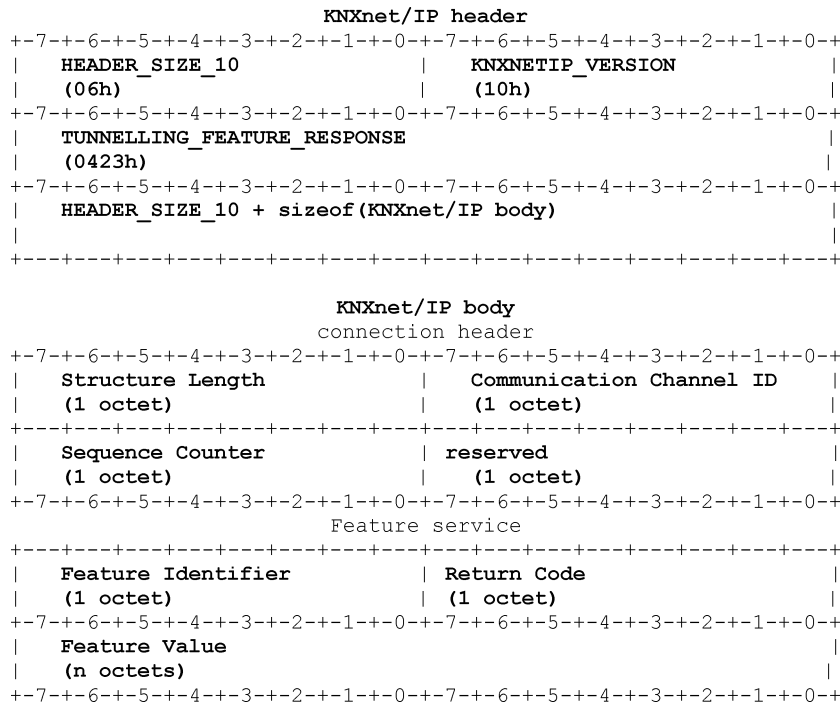 KNXnet/IP header
+-7-+-6-+-5-+-4-+-3-+-2-+-1-+-0-+-7-+-6-+-5-+-4-+-3-+-2-+-1-+-0-+
| HEADER_SIZE_10 | KNXNETIP_VERSION |
| (06h) | (10h) |
+-7-+-6-+-5-+-4-+-3-+-2-+-1-+-0-+-7-+-6-+-5-+-4-+-3-+-2-+-1-+-0-+
| TUNNELLING_FEATURE_RESPONSE |
| (0423h) |
+-7-+-6-+-5-+-4-+-3-+-2-+-1-+-0-+-7-+-6-+-5-+-4-+-3-+-2-+-1-+-0-+
| HEADER_SIZE_10 + sizeof(KNXnet/IP body) |
| |
+---+---+---+---+---+---+---+---+---+---+---+---+---+---+---+---+
KNXnet/IP body
connection header
+-7-+-6-+-5-+-4-+-3-+-2-+-1-+-0-+-7-+-6-+-5-+-4-+-3-+-2-+-1-+-0-+
| Structure Length | Communication Channel ID |
| (1 octet) | (1 octet) |
+---+---+---+---+---+---+---+---+---+---+---+---+---+---+---+---+
| Sequence Counter | reserved |
| (1 octet) | (1 octet) |
+-7-+-6-+-5-+-4-+-3-+-2-+-1-+-0-+-7-+-6-+-5-+-4-+-3-+-2-+-1-+-0-+
Feature service
+---+---+---+---+---+---+---+---+---+---+---+---+---+---+---+---+
| Feature Identifier | Return Code |
| (1 octet) | (1 octet) |
+-7-+-6-+-5-+-4-+-3-+-2-+-1-+-0-+-7-+-6-+-5-+-4-+-3-+-2-+-1-+-0-+
| Feature Value |
| (n octets) |
+-7-+-6-+-5-+-4-+-3-+-2-+-1-+-0-+-7-+-6-+-5-+-4-+-3-+-2-+-1-+-0-+